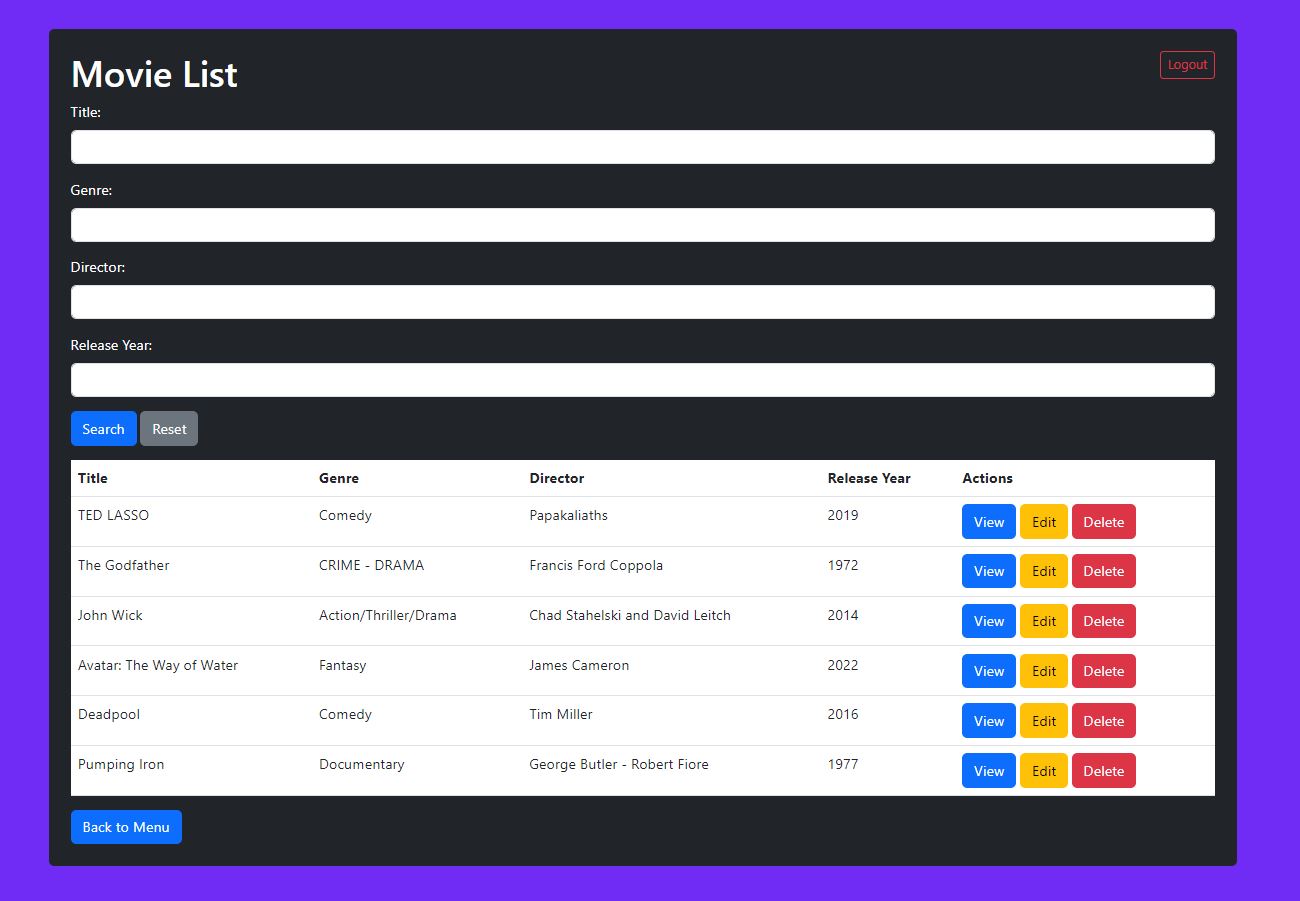 Movie List
Logout
Title:
Genre:
Director:
Release Year:
Search Reset
Title Genre Director Release Year Actions
TED LASSO Comedy Papakaliaths 2019 View Edit Delete
The Godfather CRIME - DRAMA Francis Ford Coppola 1972 View Edit Delete
John Wick Action/Thriller/Drama Chad Stahelski and David Leitch 2014 View Edit Delete
Avatar: The Way of Water Fantasy James Cameron 2022 View Edit Delete
Deadpool Comedy Tim Miller 2016 View Edit Delete
Pumping Iron Documentary George Butler - Robert Fiore 1977 View Edit Delete
Back to Menu